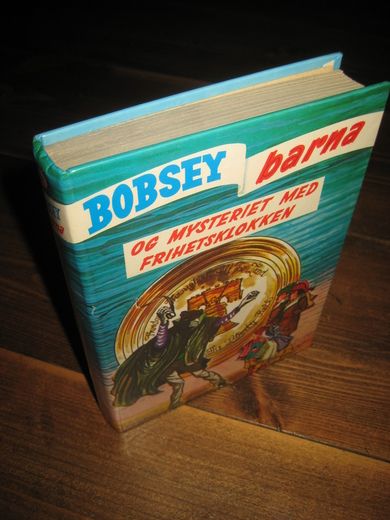 BOBSEY barna
OG MYSTERIET MED
FRIHETSKLOKKEN